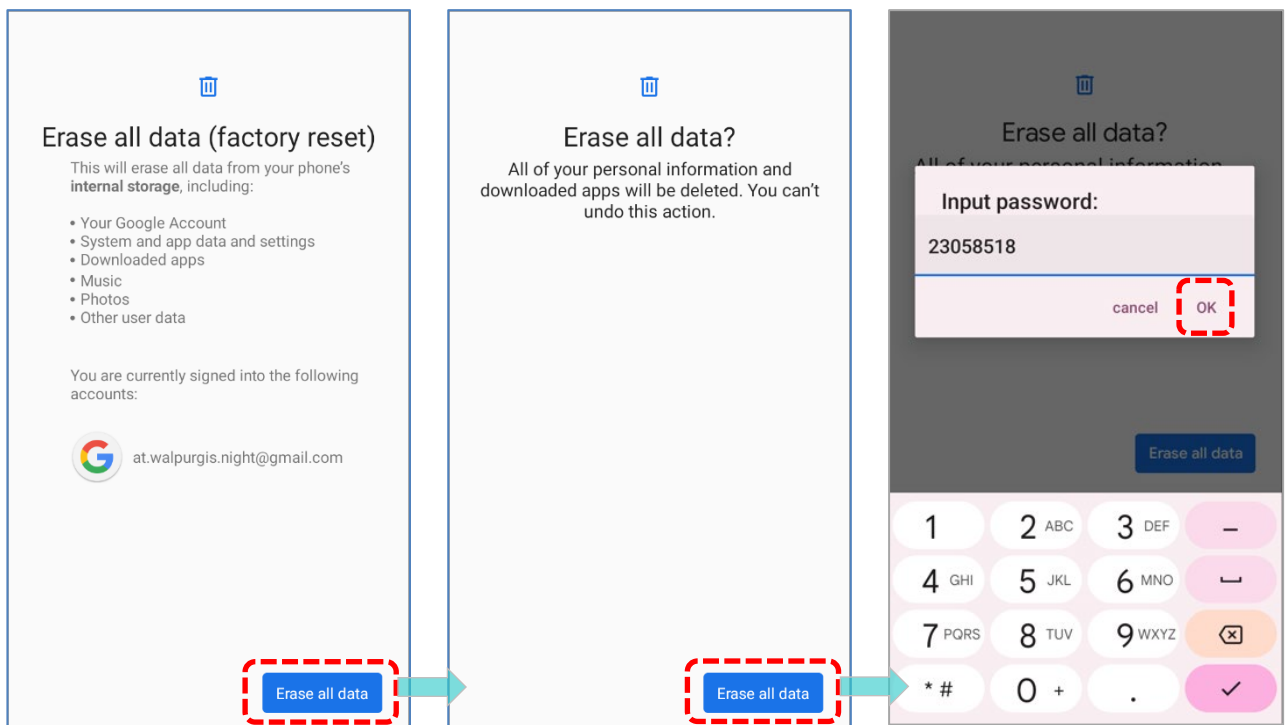 Erase all data (factory reset)
This will erase all data from your phone's
internal storage, including:
• Your Google Account
• System and app data and settings
• Downloaded apps
• Music
• Photos
• Other user data
You are currently signed into the following
accounts:
G
at.walpurgis.night@gmail.com
Erase all data
Erase all data?
All of your personal information and
downloaded apps will be deleted. You can't
undo this action.
Erase all data
Erase all data?
All of your personal information
Input password:
23058518
cancel OK
Erase all data
1 2 ABC 3 DEF –
4 GHI 5 JKL 6 MNO
7 PQRS 8 TUV 9 WXYZ
* # 0 + .